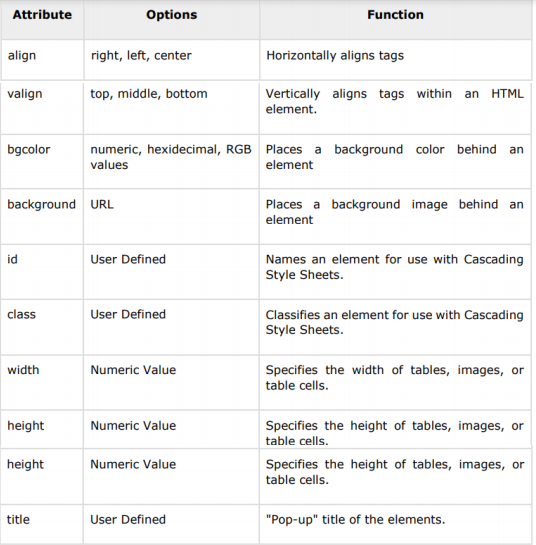 Attribute Options Function
align right, left, center Horizontally aligns tags
valign top, middle, bottom Vertically aligns tags within an HTML
element.
bgcolor numeric, hexidecimal, RGB Places a background color behind an
values element
background URL Places a background image behind an
element
id User Defined Names an element for use with Cascading
Style Sheets.
class User Defined Classifies an element for use with Cascading
Style Sheets.
width Numeric Value Specifies the width of tables, images, or
table cells.
height Numeric Value Specifies the height of tables, images, or
table cells.
height Numeric Value Specifies the height of tables, images, or
table cells.
title User Defined "Pop-up" title of the elements.